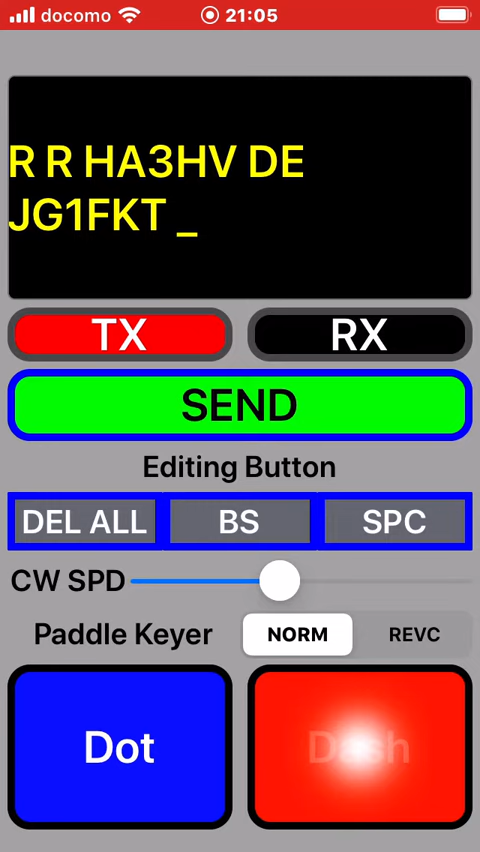 docomo 21:05
R R HA3HV DE
JG1FKT _
TX RX
SEND
Editing Button
DEL ALL BS SPC
CW SPD
Paddle Keyer NORM REVC
Dot Dash